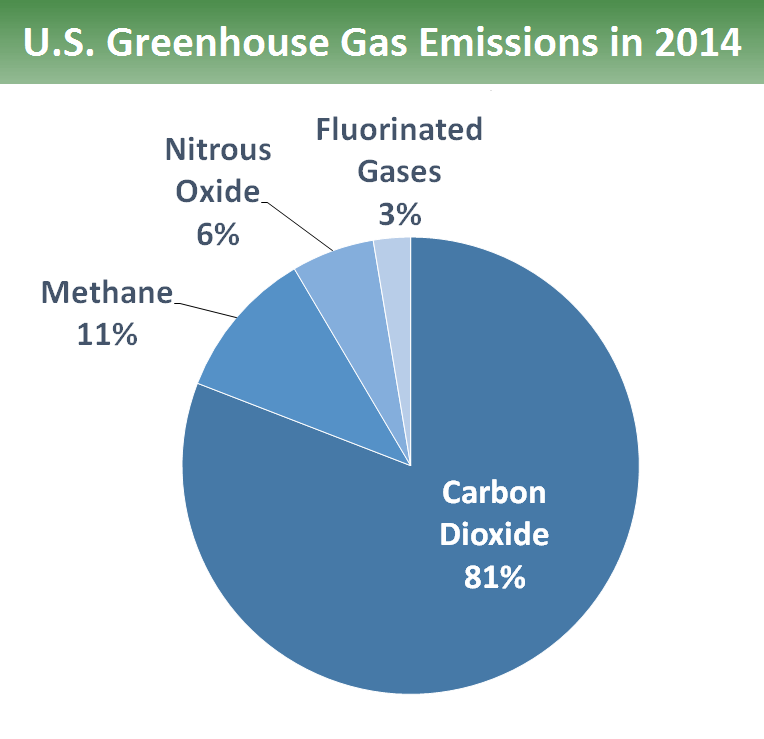 U.S. Greenhouse Gas Emissions in 2014
Fluorinated
Gases
3%
Nitrous
Oxide
6%
Methane
11%
Carbon
Dioxide
81%